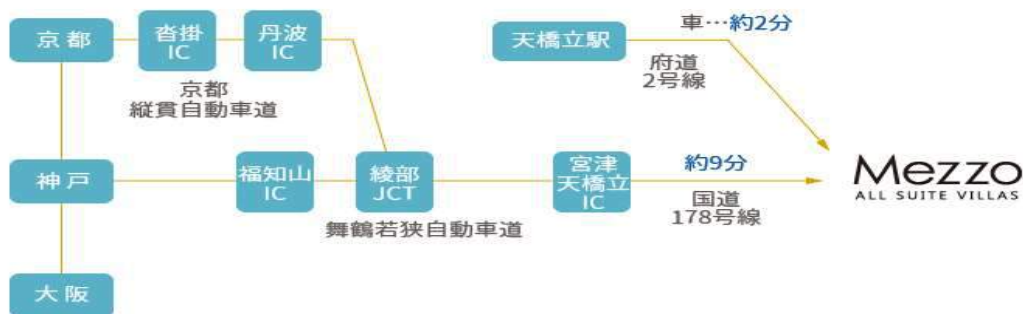 京都
沓掛
IC
丹波
IC
京都
縦貫自動車道
天橋立駅
車…約2分
府道
2号線
神戸
福知山
IC
綾部
JCT
舞鶴若狭自動車道
宮津
天橋立
IC
約9分
国道
178号線
Mezzo
ALL SUITE VILLAS
大阪